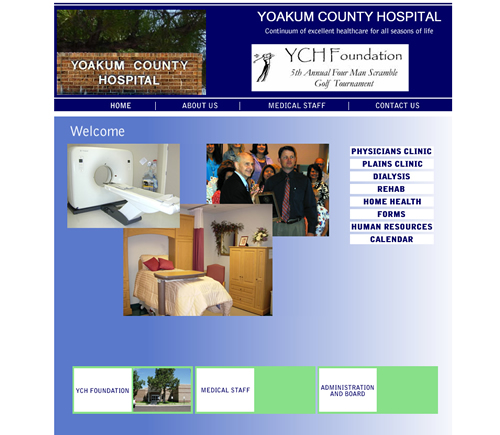 YOAKUM COUNTY HOSPITAL
Continuum of excellent healthcare for all seasons of life
YOAKUM COUNTY
HOSPITAL
YCH Foundation
5th Annual Four Man Scramble
Golf Tournament
HOME
ABOUT US
MEDICAL STAFF
CONTACT US
Welcome
PHYSICIANS CLINIC
PLAINS CLINIC
DIALYSIS
REHAB
HOME HEALTH
FORMS
HUMAN RESOURCES
CALENDAR
YCH FOUNDATION
MEDICAL STAFF
ADMINISTRATION
AND BOARD